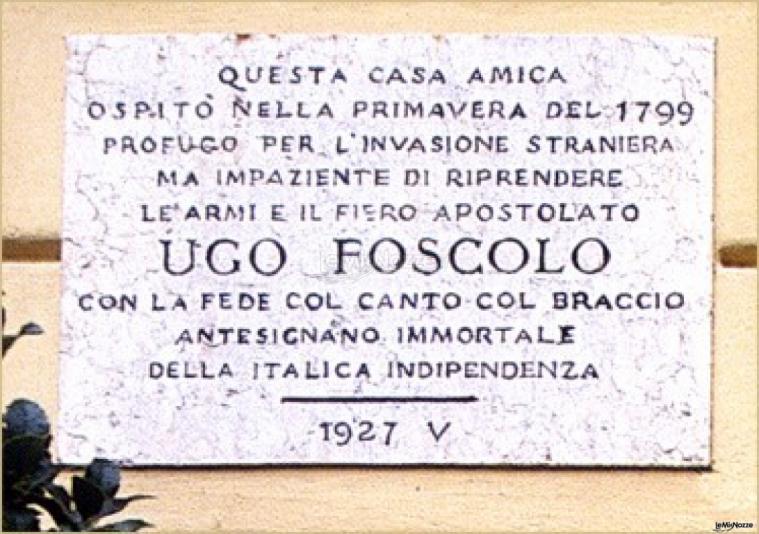 QUESTA CASA AMICA
OSPITÒ NELLA PRIMAVERA DEL 1799
PROFUGO PER L'INVASIONE STRANIERA
MA IMPAZIENTE DI RIPRENDERE
LE ARMI E IL FIERO APOSTOLATO
UGO FOSCOLO
CON LA FEDE COL CANTO COL BRACCIO
ANTESIGNANO IMMORTALE
DELLA ITALICA INDIPENDENZA
1927 V
leMieNozze